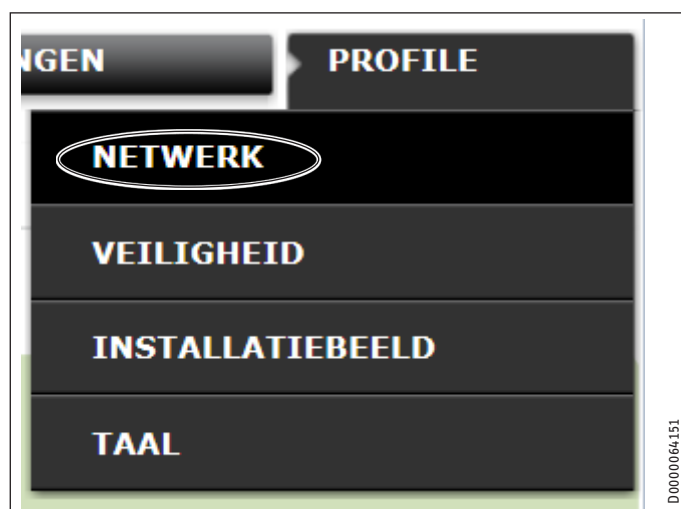 NGEN
PROFILE
NETWERK
VEILIGHEID
INSTALLATIEBEELD
TAAL
D0000064151